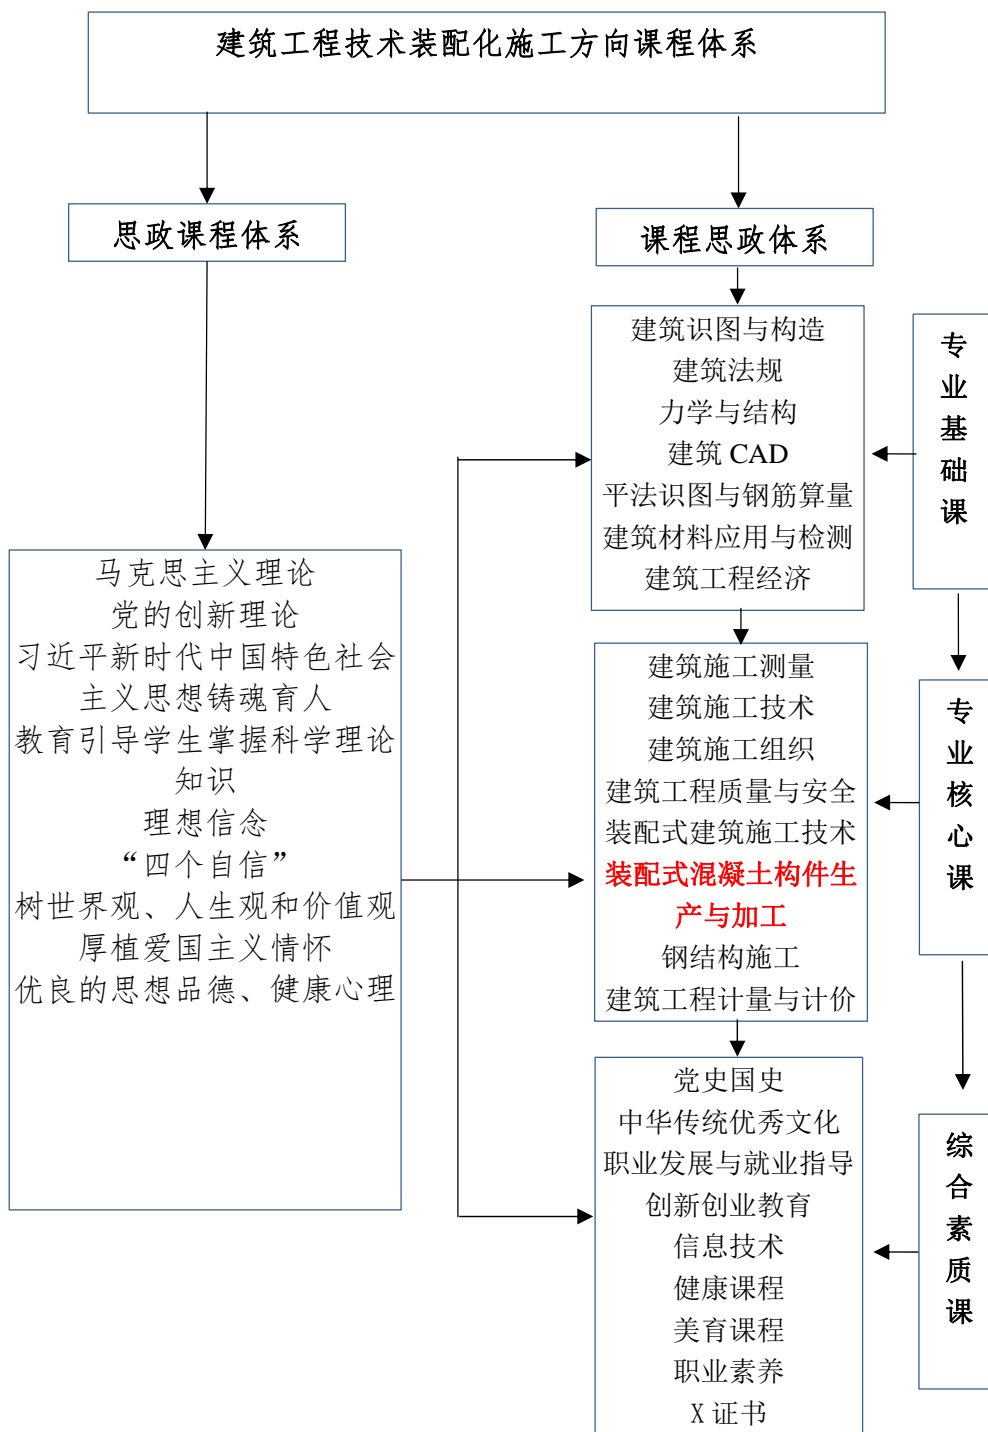 建筑工程技术装配化施工方向课程体系
思政课程体系
课程思政体系
马克思主义理论
党的创新理论
习近平新时代中国特色社会
主义思想铸魂育人
教育引导学生掌握科学理论
知识
理想信念
“四个自信”
树世界观、人生观和价值观
厚植爱国主义情怀
优良的思想品德、健康心理
建筑识图与构造
建筑法规
力学与结构
建筑 CAD
平法识图与钢筋算量
建筑材料应用与检测
建筑工程经济
专业基础课
建筑施工测量
建筑施工技术
建筑施工组织
建筑工程质量与安全
装配式建筑施工技术
装配式混凝土构件生
产与加工
钢结构施工
建筑工程计量与计价
专业核心课
党史国史
中华传统优秀文化
职业发展与就业指导
创新创业教育
信息技术
健康课程
美育课程
职业素养
X 证书
综合素质课